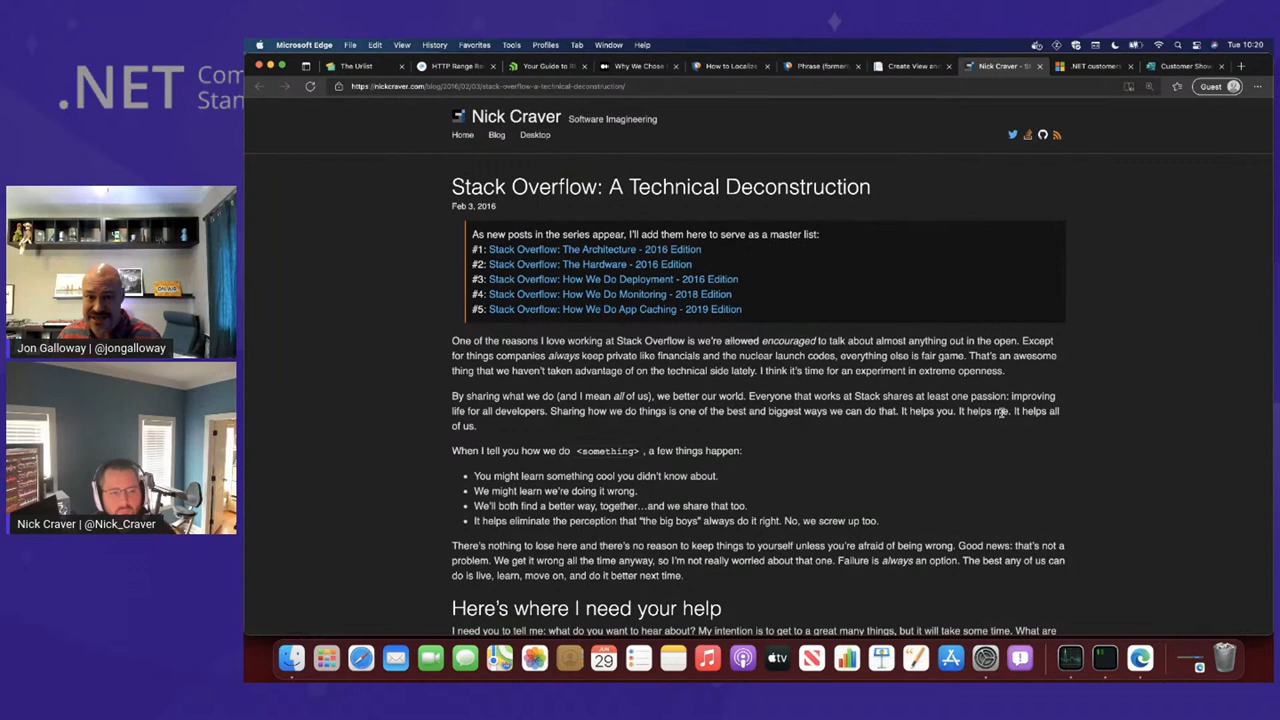 .NET Com
Stan
Jon Galloway | @jongalloway
Nick Craver | @Nick_Craver
Microsoft Edge File Edit View History Favorites Tools Profiles Tab Window Help
Tue 10:20
The Urlist
HTTP Range Re
Your Guide to R
Why We Chose
How to Localize
Phrase (former
Create View an
Nick Craver - St
.NET customers
Customer Show
https://nickcraver.com/blog/2016/02/03/stack-overflow-a-technical-deconstruction/
Guest
Nick Craver Software Imagineering
Home Blog Desktop
Stack Overflow: A Technical Deconstruction
Feb 3, 2016
As new posts in the series appear, I'll add them here to serve as a master list:
#1: Stack Overflow: The Architecture - 2016 Edition
#2: Stack Overflow: The Hardware - 2016 Edition
#3: Stack Overflow: How We Do Deployment - 2016 Edition
#4: Stack Overflow: How We Do Monitoring - 2018 Edition
#5: Stack Overflow: How We Do App Caching - 2019 Edition
One of the reasons I love working at Stack Overflow is we're allowed encouraged to talk about almost anything out in the open. Except
for things companies always keep private like financials and the nuclear launch codes, everything else is fair game. That's an awesome
thing that we haven't taken advantage of on the technical side lately. I think it's time for an experiment in extreme openness.
By sharing what we do (and I mean all of us), we better our world. Everyone that works at Stack shares at least one passion: improving
life for all developers. Sharing how we do things is one of the best and biggest ways we can do that. It helps you. It helps me. It helps all
of us.
When I tell you how we do <something> , a few things happen:
You might learn something cool you didn't know about.
We might learn we're doing it wrong.
We'll both find a better way, together…and we share that too.
It helps eliminate the perception that "the big boys" always do it right. No, we screw up too.
There's nothing to lose here and there's no reason to keep things to yourself unless you're afraid of being wrong. Good news: that's not a
problem. We get it wrong all the time anyway, so I'm not really worried about that one. Failure is always an option. The best any of us can
do is live, learn, move on, and do it better next time.
Here's where I need your help
I need you to tell me: what do you want to hear about? My intention is to get to a great many things, but it will take some time. What are
ON AIR
JUN
29
tv